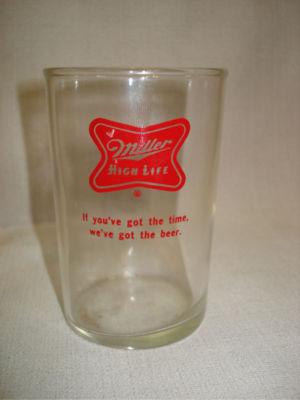 Miller
HIGH LIFE
If you've got the time,
we've got the beer.